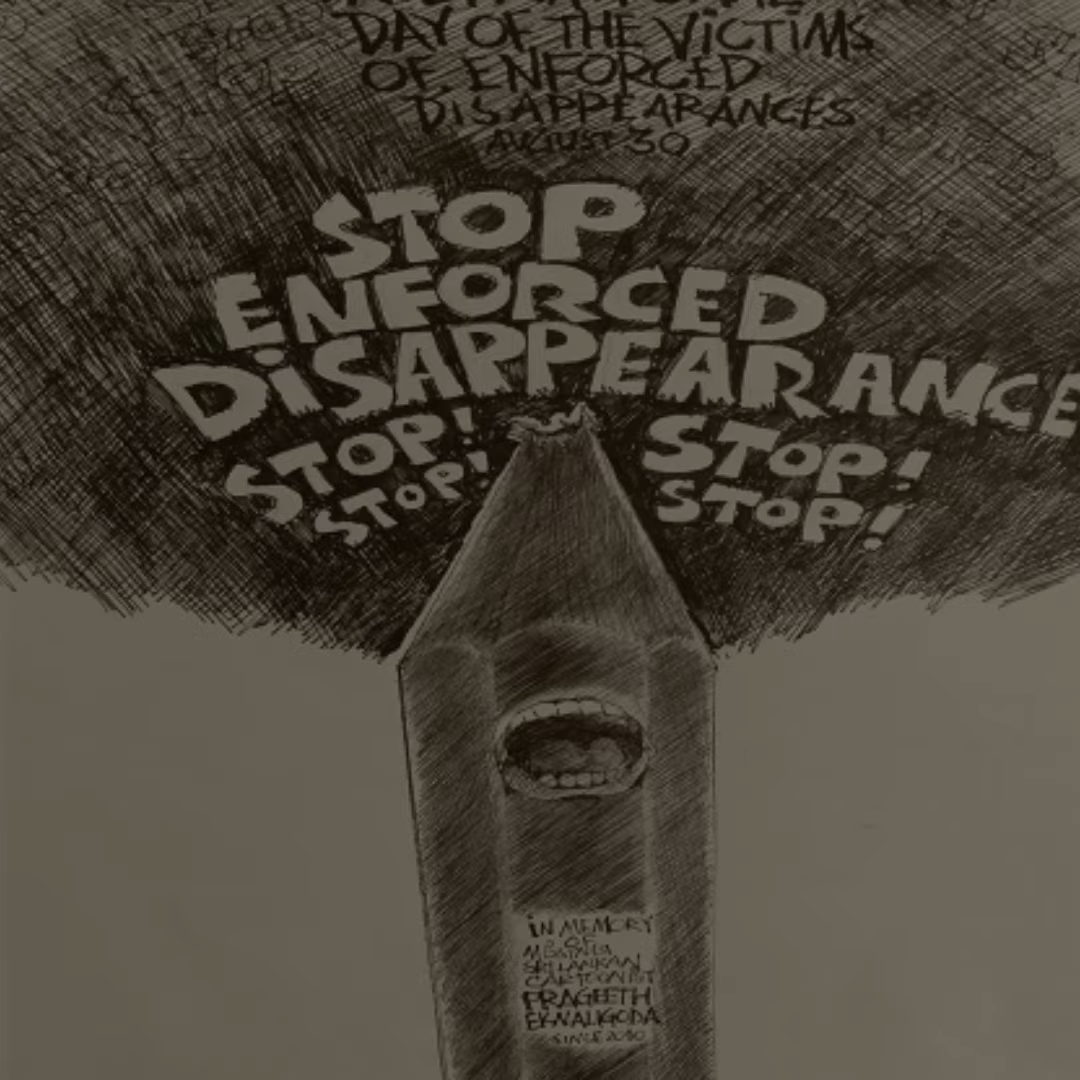 DAY OF THE ViCTiMS
OF ENFORCED
DiSAPPEARANCES
AUGUST 30
STOP
ENFORCED
DiSAPPEARANCE
STOP! STOP!
STOP! STOP!
iN MEMORY
OF
MISSING
SRI LANKAN
CARTOONIST
PRAGEETH
EKNALIGODA
SINCE 2010